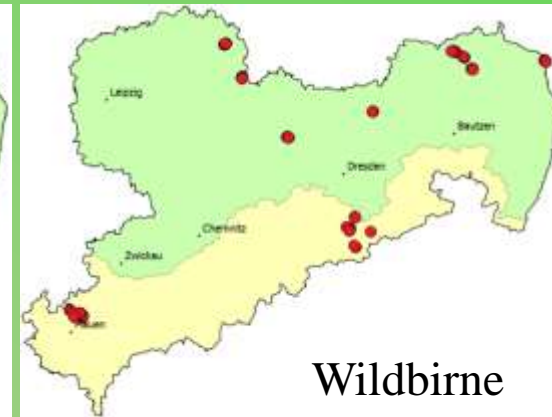 Leipzig
Bautzen
Dresden
Chemnitz
Zwickau
Plauen
Wildbirne